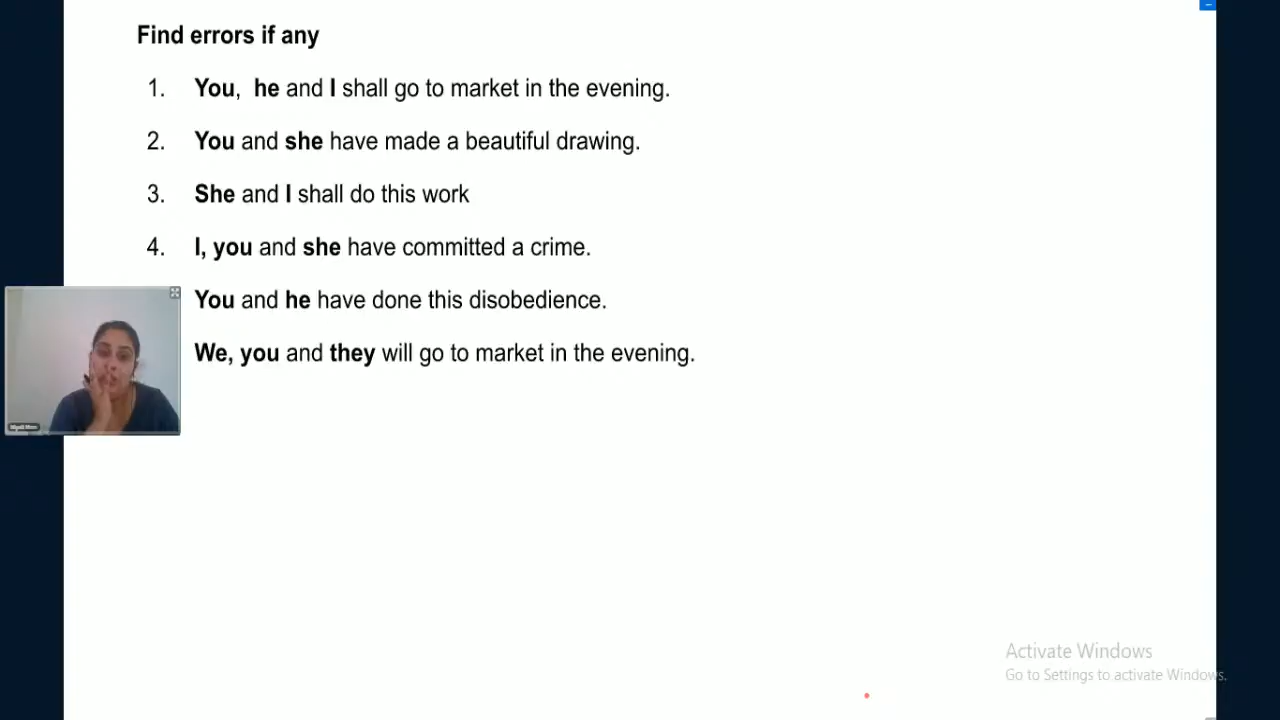 Find errors if any
1. You, he and I shall go to market in the evening.
2. You and she have made a beautiful drawing.
3. She and I shall do this work
4. I, you and she have committed a crime.
You and he have done this disobedience.
We, you and they will go to market in the evening.
Activate Windows
Go to Settings to activate Windows.